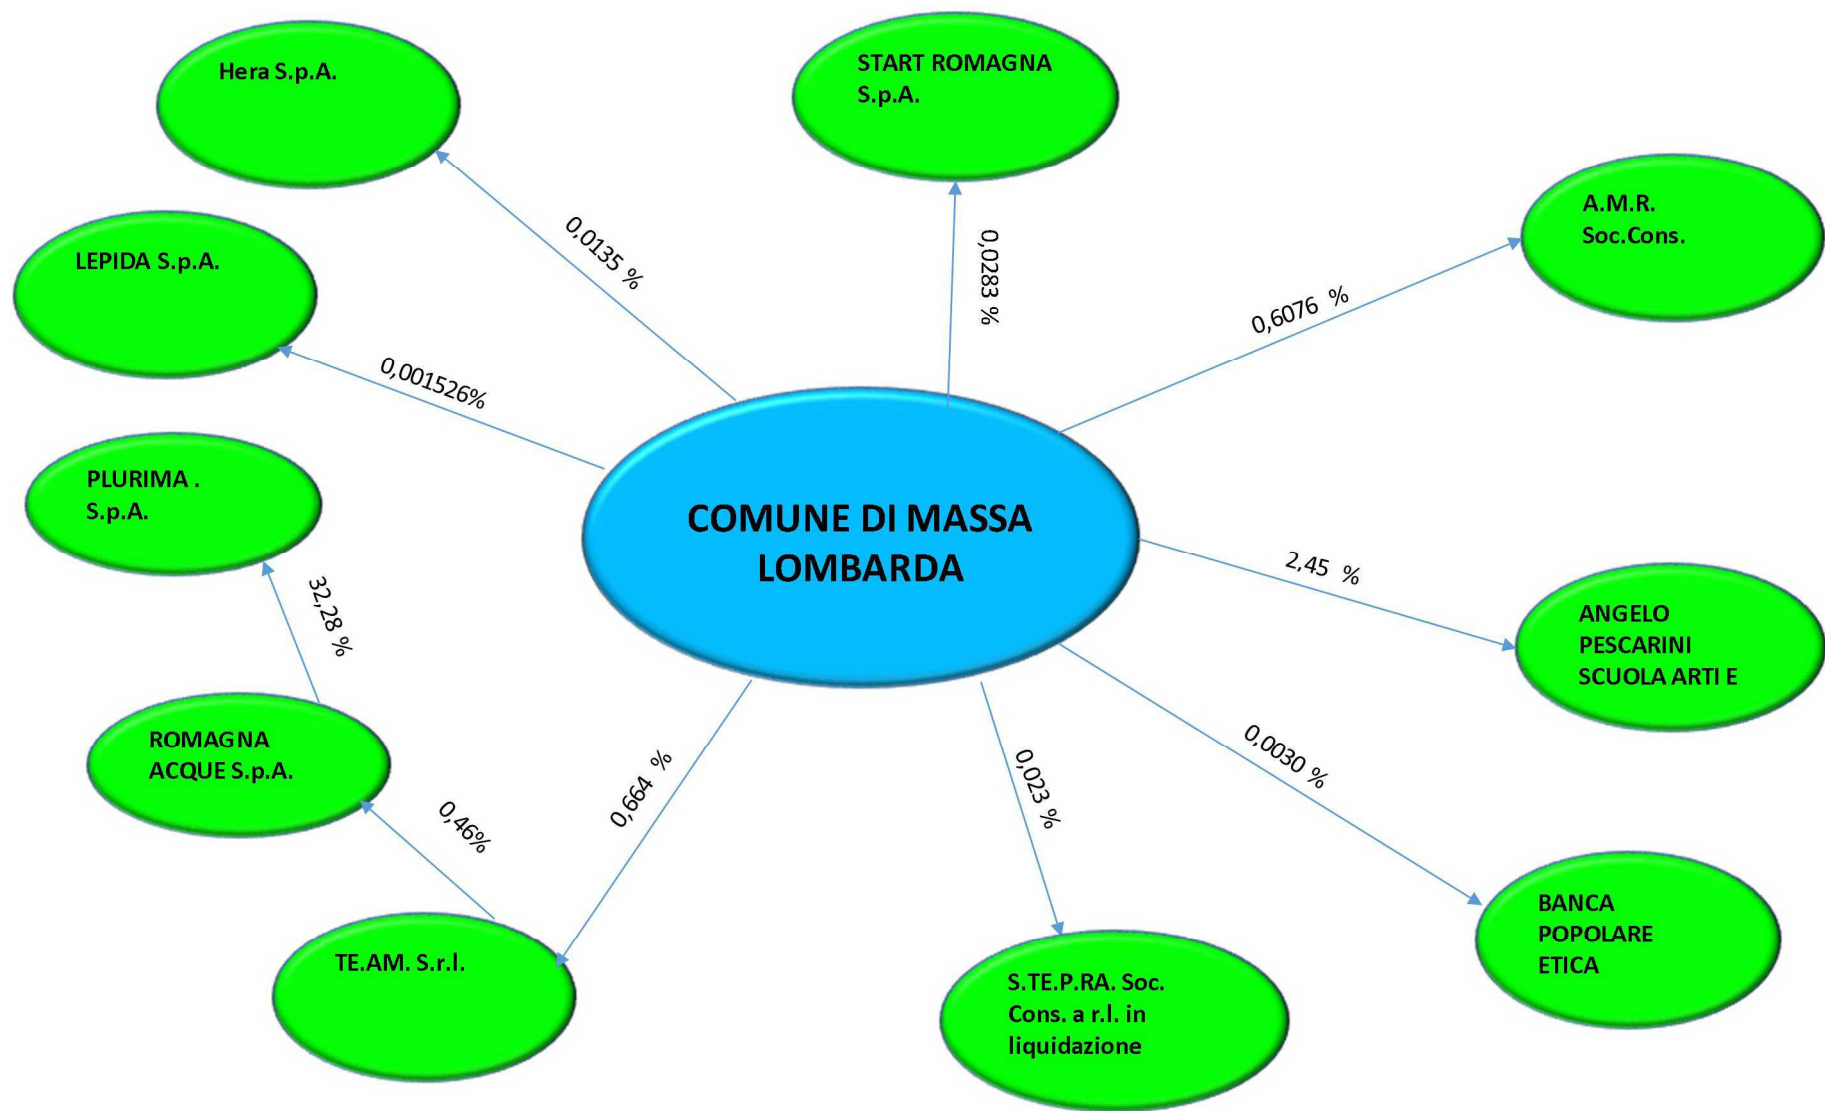 Hera S.p.A.
START ROMAGNA
S.p.A.
A.M.R.
Soc.Cons.
LEPIDA S.p.A.
0,0135 %
0,0283 %
0,6076 %
0,001526%
PLURIMA .
S.p.A.
COMUNE DI MASSA
LOMBARDA
32,28 %
2,45 %
ANGELO
PESCARINI
SCUOLA ARTI E
ROMAGNA
ACQUE S.p.A.
0,46%
0,664 %
0,023 %
0,0030 %
TE.AM. S.r.l.
S.TE.P.RA. Soc.
Cons. a r.l. in
liquidazione
BANCA
POPOLARE
ETICA